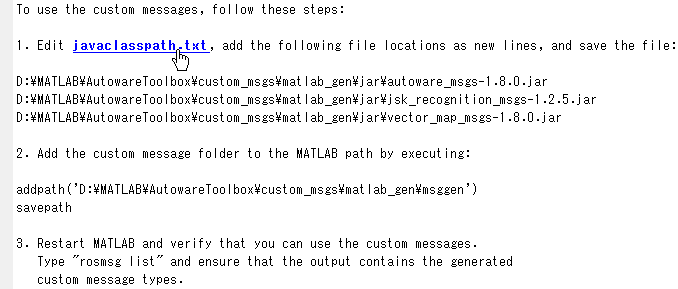 To use the custom messages, follow these steps:
1. Edit javaclasspath.txt, add the following file locations as new lines, and save the file:
D:¥MATLAB¥AutowareToolbox¥custom_msgs¥matlab_gen¥jar¥autoware_msgs-1.8.0.jar
D:¥MATLAB¥AutowareToolbox¥custom_msgs¥matlab_gen¥jar¥jsk_recognition_msgs-1.2.5.jar
D:¥MATLAB¥AutowareToolbox¥custom_msgs¥matlab_gen¥jar¥vector_map_msgs-1.8.0.jar
2. Add the custom message folder to the MATLAB path by executing:
addpath('D:¥MATLAB¥AutowareToolbox¥custom_msgs¥matlab_gen¥msggen')
savepath
3. Restart MATLAB and verify that you can use the custom messages.
Type "rosmsg list" and ensure that the output contains the generated
custom message types.